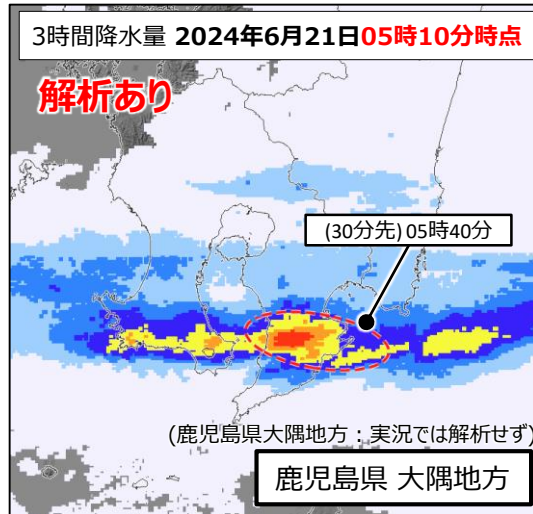 3時間降水量 2024年6月21日05時10分時点
解析あり
(30分先) 05時40分
(鹿児島県大隅地方：実況では解析せず)
鹿児島県 大隅地方